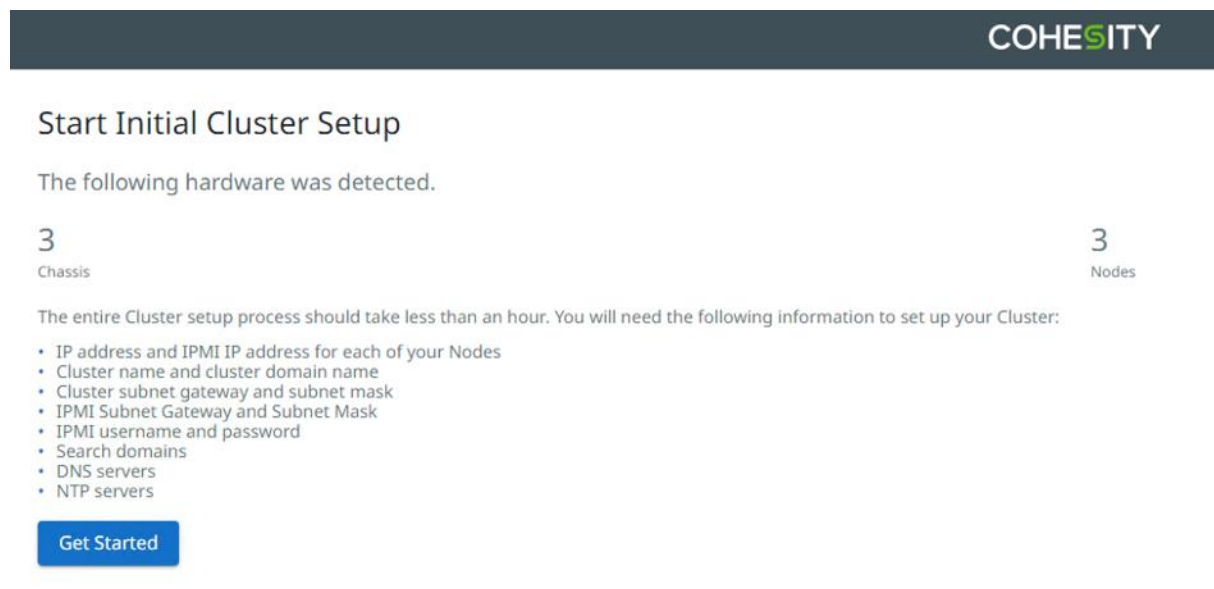 COHESITY
Start Initial Cluster Setup
The following hardware was detected.
3
Chassis
3
Nodes
The entire Cluster setup process should take less than an hour. You will need the following information to set up your Cluster:
• IP address and IPMI IP address for each of your Nodes
• Cluster name and cluster domain name
• Cluster subnet gateway and subnet mask
• IPMI Subnet Gateway and Subnet Mask
• IPMI username and password
• Search domains
• DNS servers
• NTP servers
Get Started